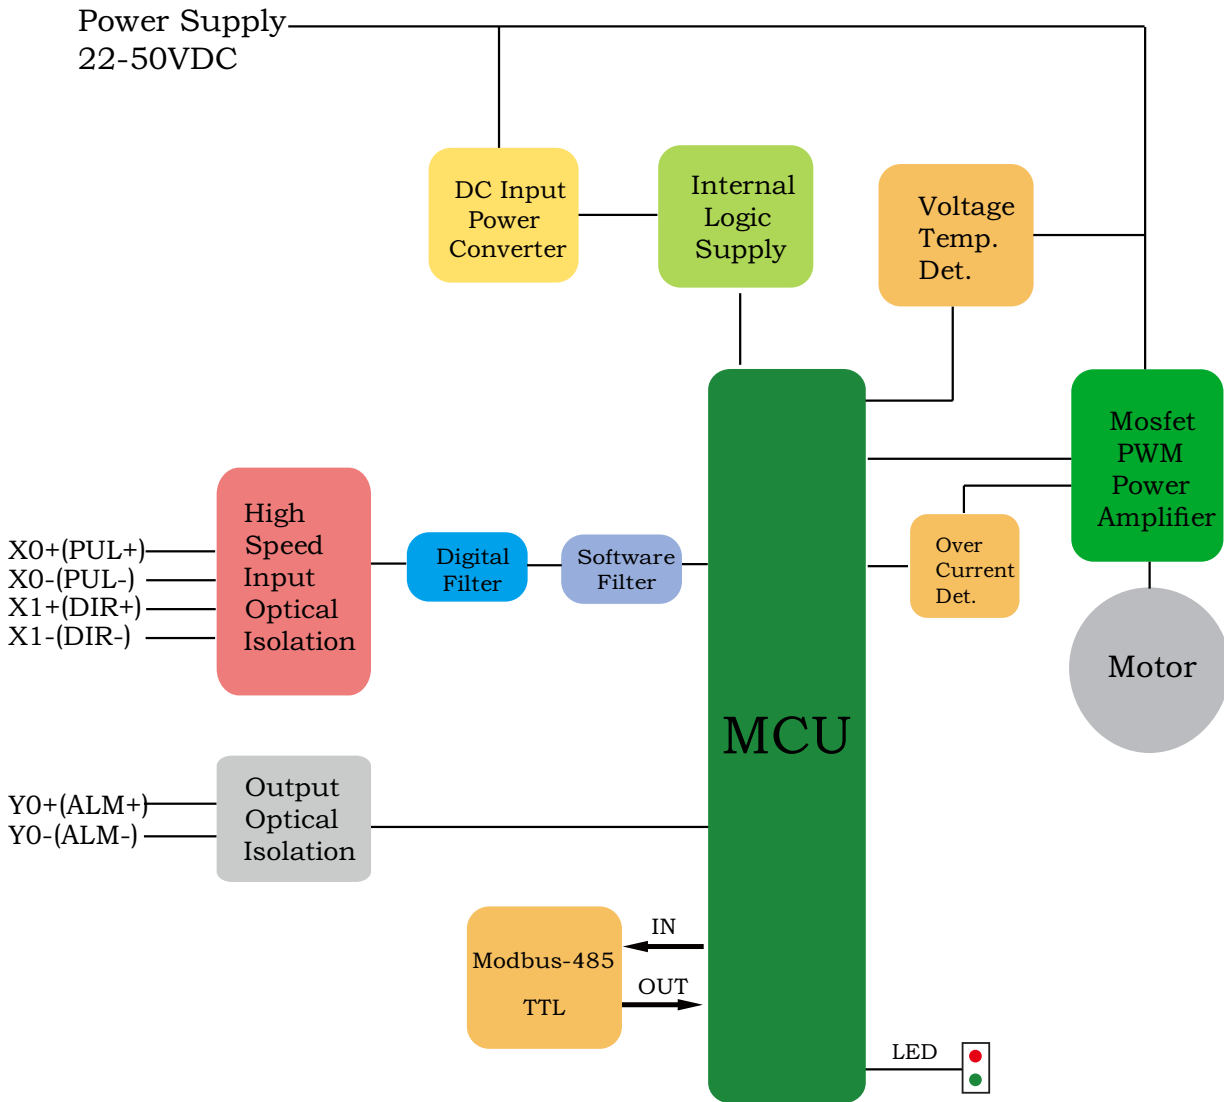 Power Supply
22-50VDC
DC Input
Power
Converter
Internal
Logic
Supply
Voltage
Temp.
Det.
Mosfet
PWM
Power
Amplifier
High
Speed
Input
Optical
Isolation
X0+(PUL+)
X0-(PUL-)
X1+(DIR+)
X1-(DIR-)
Digital
Filter
Software
Filter
Over
Current
Det.
Motor
MCU
Y0+(ALM+)
Y0-(ALM-)
Output
Optical
Isolation
IN
Modbus-485
OUT
TTL
LED